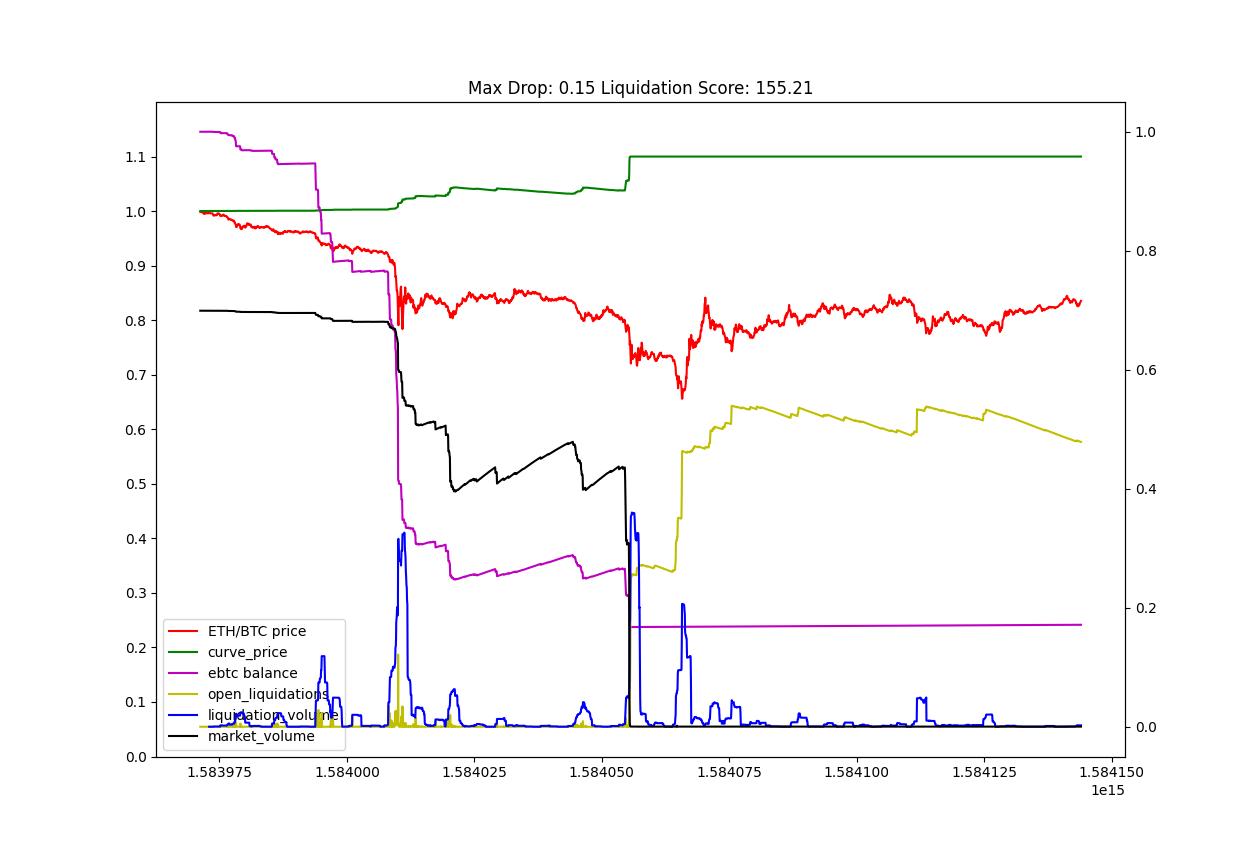 Max Drop: 0.15 Liquidation Score: 155.21
1.1
1.0
0.9
0.8
0.7
0.6
0.5
0.4
0.3
0.2
0.1
0.0
1.0
0.8
0.6
0.4
0.2
0.0
ETH/BTC price
curve_price
ebtc balance
open_liquidations
liquidation_volume
market_volume
1.583975 1.584000 1.584025 1.584050 1.584075 1.584100 1.584125 1.584150
1e15